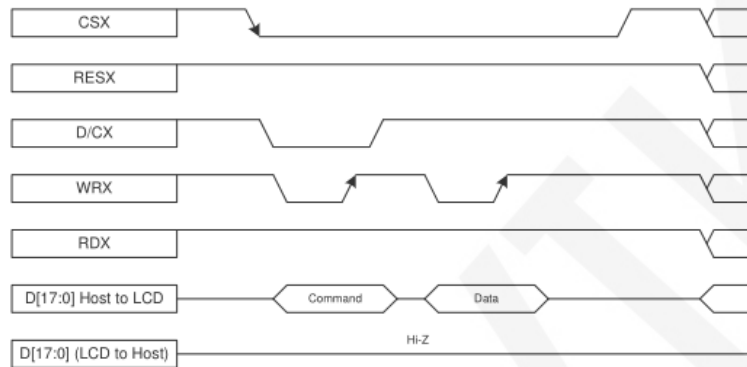 CSX
RESX
D/CX
WRX
RDX
D[17:0] Host to LCD
Command
Data
D[17:0] (LCD to Host)
Hi-Z